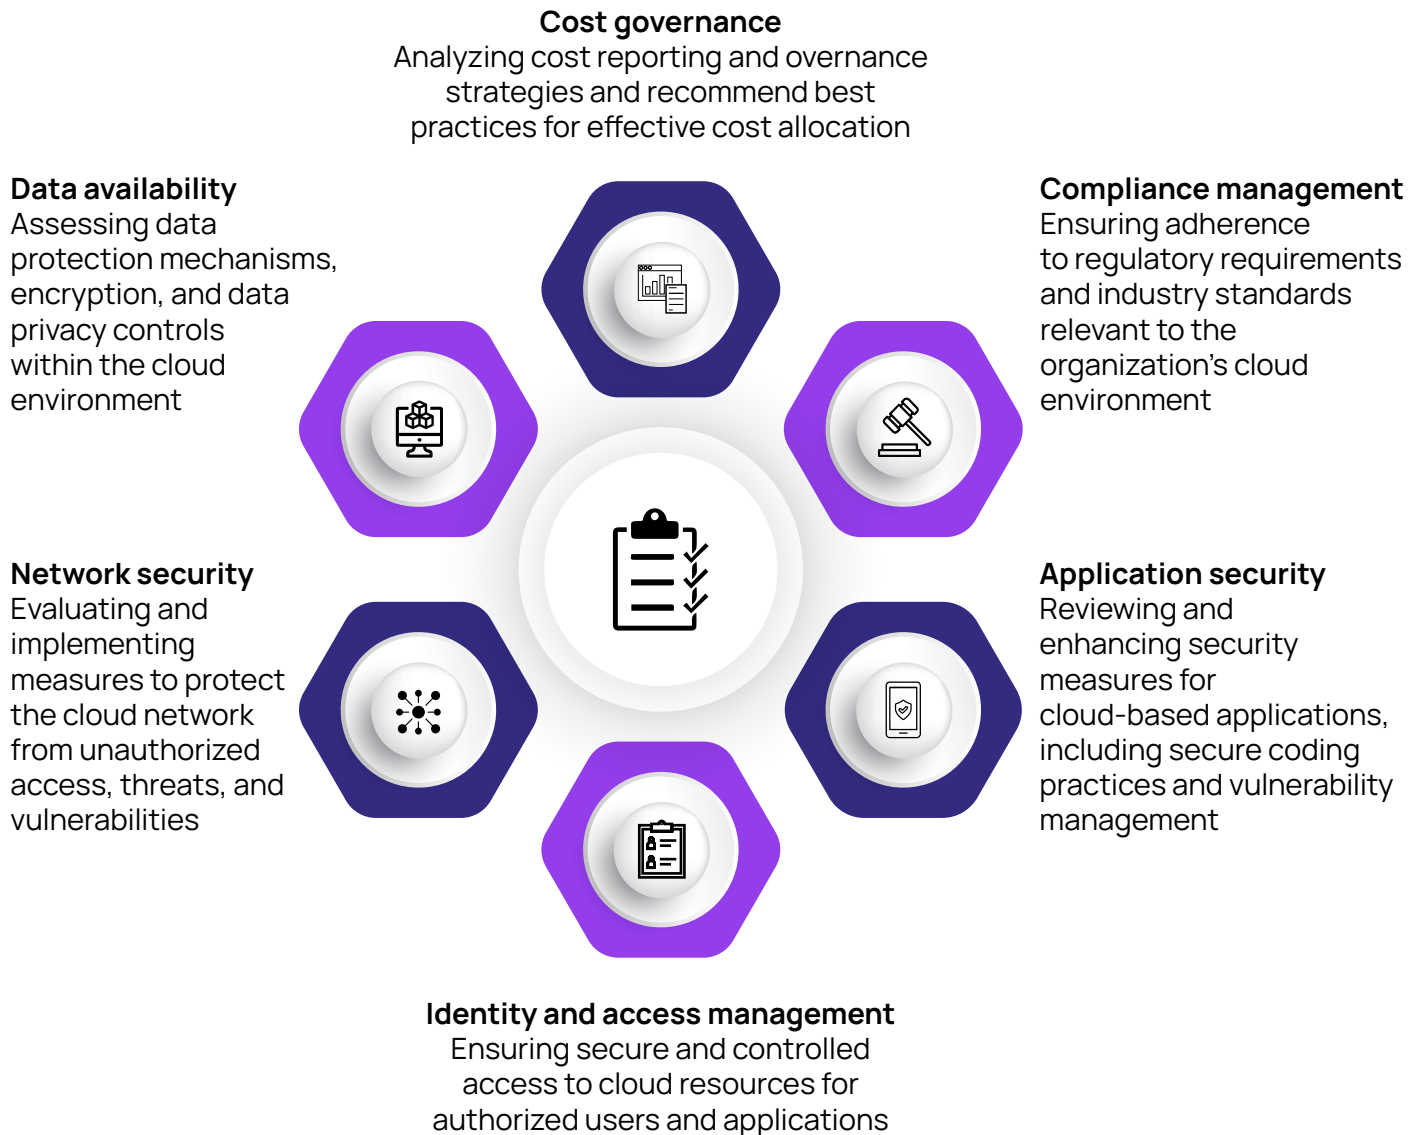 Cost governance
Analyzing cost reporting and overnance
strategies and recommend best
practices for effective cost allocation
Data availability
Assessing data
protection mechanisms,
encryption, and data
privacy controls
within the cloud
environment
Compliance management
Ensuring adherence
to regulatory requirements
and industry standards
relevant to the
organization’s cloud
environment
Network security
Evaluating and
implementing
measures to protect
the cloud network
from unauthorized
access, threats, and
vulnerabilities
Application security
Reviewing and
enhancing security
measures for
cloud-based applications,
including secure coding
practices and vulnerability
management
Identity and access management
Ensuring secure and controlled
access to cloud resources for
authorized users and applications